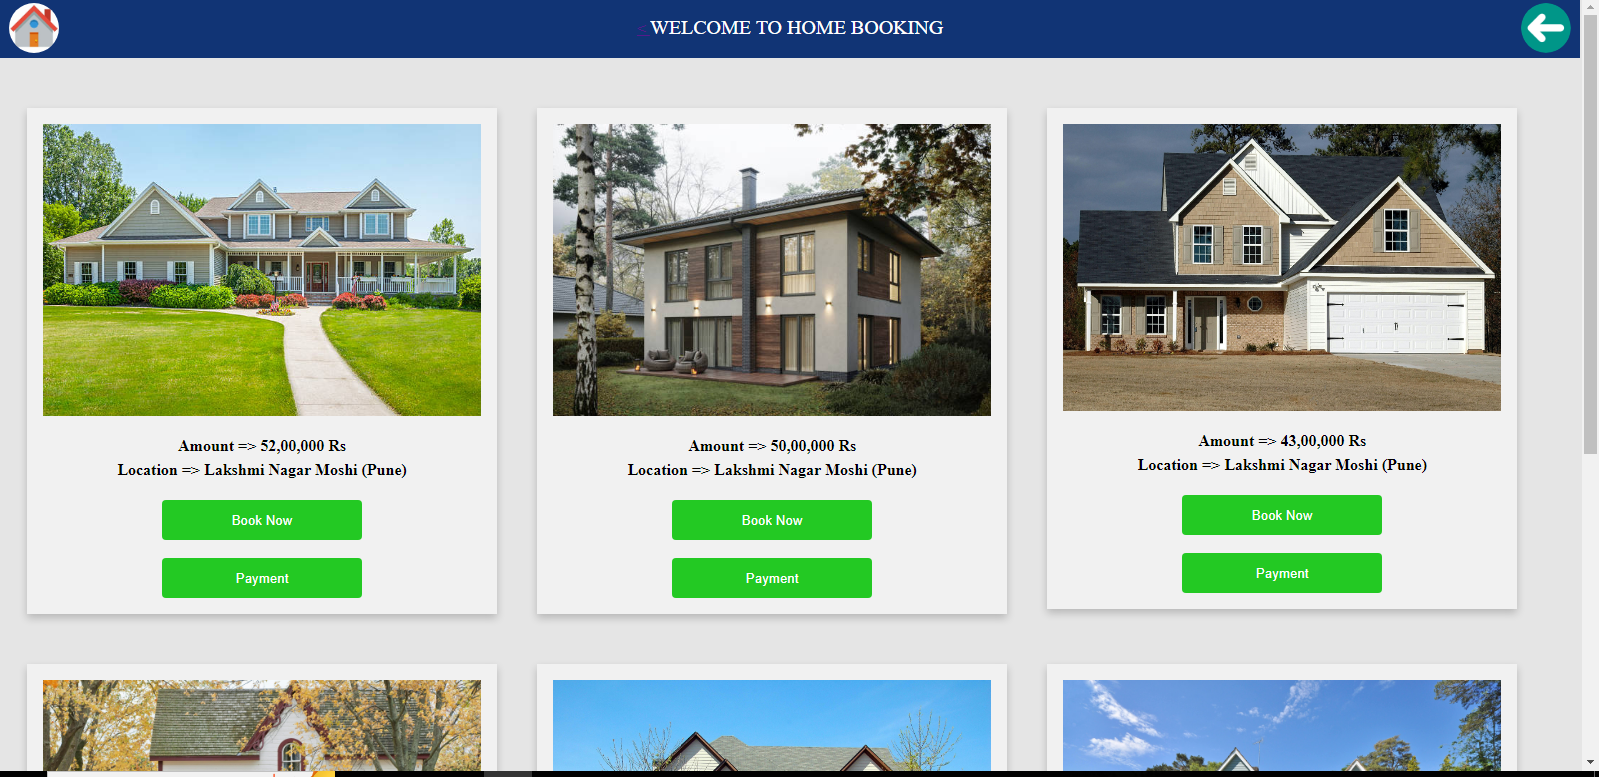 < WELCOME TO HOME BOOKING
Amount => 52,00,000 Rs
Location => Lakshmi Nagar Moshi (Pune)
Book Now
Payment
Amount => 50,00,000 Rs
Location => Lakshmi Nagar Moshi (Pune)
Book Now
Payment
Amount => 43,00,000 Rs
Location => Lakshmi Nagar Moshi (Pune)
Book Now
Payment